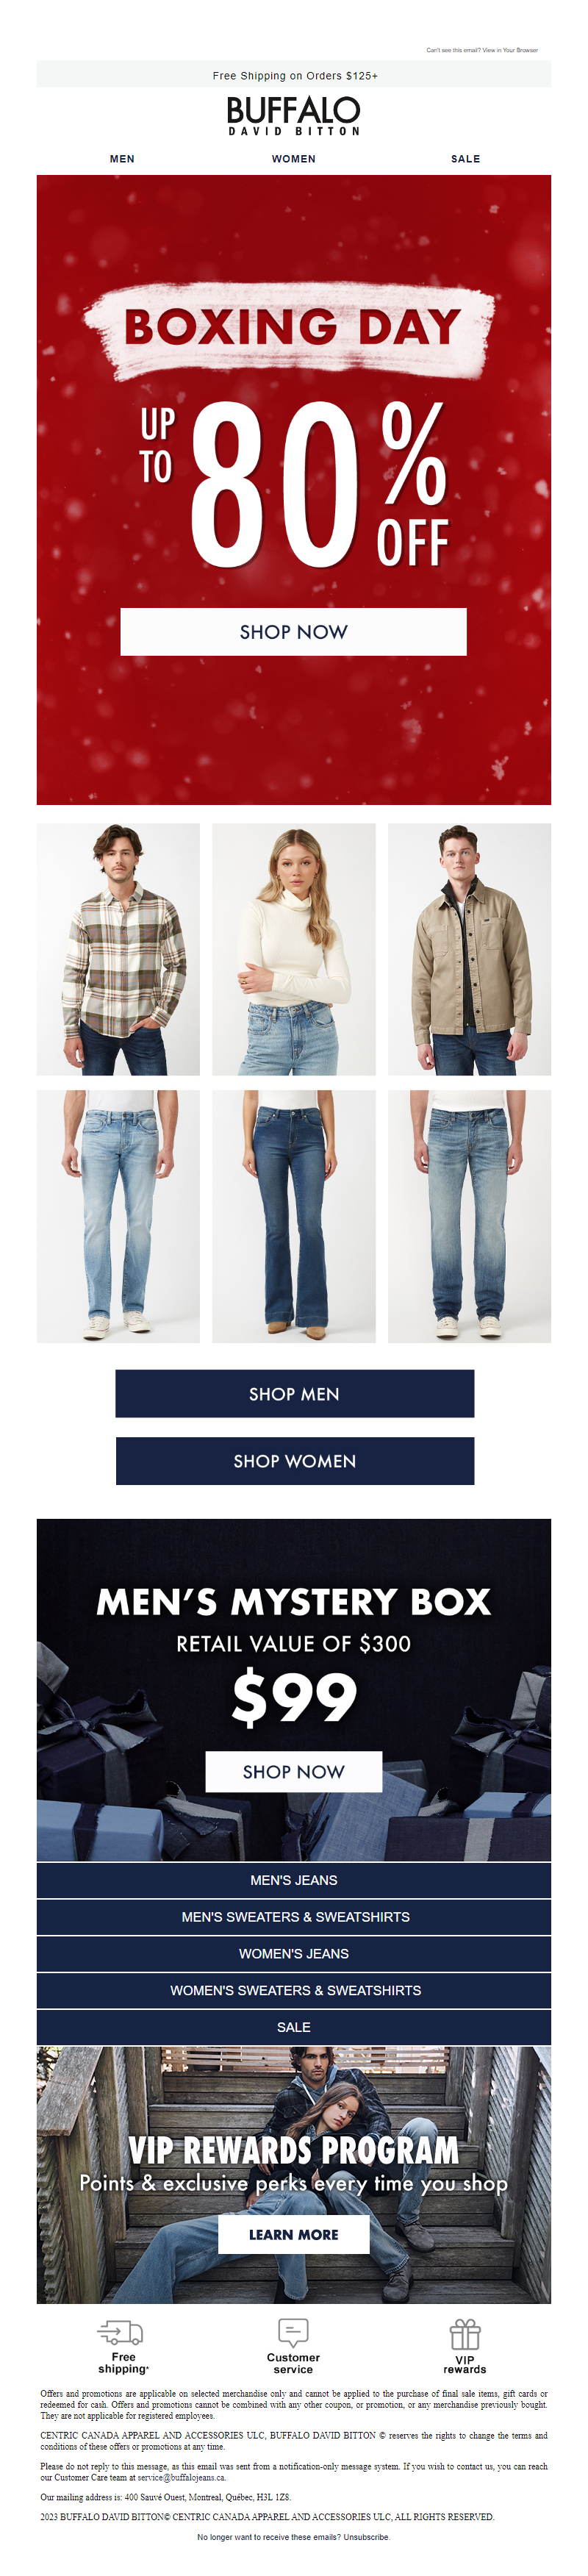 Can't see this email? View in Your Browser
Free Shipping on Orders $125+
BUFFALO
DAVID BITTON
MEN WOMEN SALE
BOXING DAY
UP TO 80% OFF
SHOP NOW
SHOP MEN
SHOP WOMEN
MEN'S MYSTERY BOX
RETAIL VALUE OF $300
$99
SHOP NOW
MEN'S JEANS
MEN'S SWEATERS & SWEATSHIRTS
WOMEN'S JEANS
WOMEN'S SWEATERS & SWEATSHIRTS
SALE
VIP REWARDS PROGRAM
Points & exclusive perks every time you shop
LEARN MORE
Free shipping*
Customer service
VIP rewards
Offers and promotions are applicable on selected merchandise only and cannot be applied to the purchase of final sale items, gift cards or
redeemed for cash. Offers and promotions cannot be combined with any other coupon, or promotion, or any merchandise previously bought.
They are not applicable for registered employees.
CENTRIC CANADA APPAREL AND ACCESSORIES ULC, BUFFALO DAVID BITTON © reserves the rights to change the terms and
conditions of these offers or promotions at any time.
Please do not reply to this message, as this email was sent from a notification-only message system. If you wish to contact us, you can reach
our Customer Care team at service@buffalojeans.ca.
Our mailing address is: 400 Sauvé Ouest, Montreal, Québec, H3L 1Z8.
2023 BUFFALO DAVID BITTON© CENTRIC CANADA APPAREL AND ACCESSORIES ULC, ALL RIGHTS RESERVED.
No longer want to receive these emails? Unsubscribe.